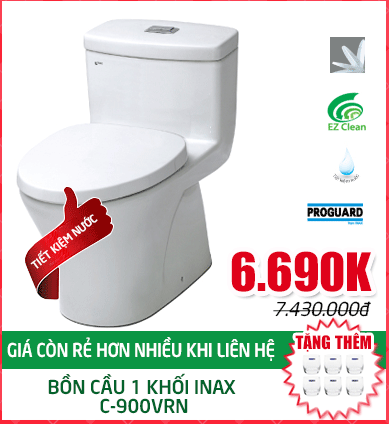 EZ Clean
PROGUARD
TIẾT KIỆM NƯỚC
6.690K
7.430.000đ
GIÁ CÒN RẺ HƠN NHIỀU KHI LIÊN HỆ
TẶNG THÊM
BỒN CẦU 1 KHỐI INAX
C-900VRN